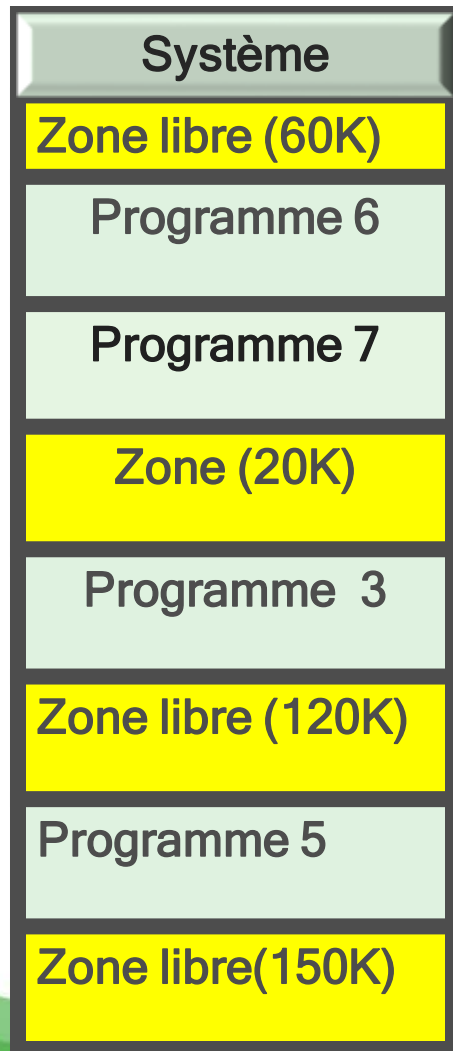 Système
Zone libre (60K)
Programme 6
Programme 7
Zone (20K)
Programme 3
Zone libre (120K)
Programme 5
Zone libre(150K)